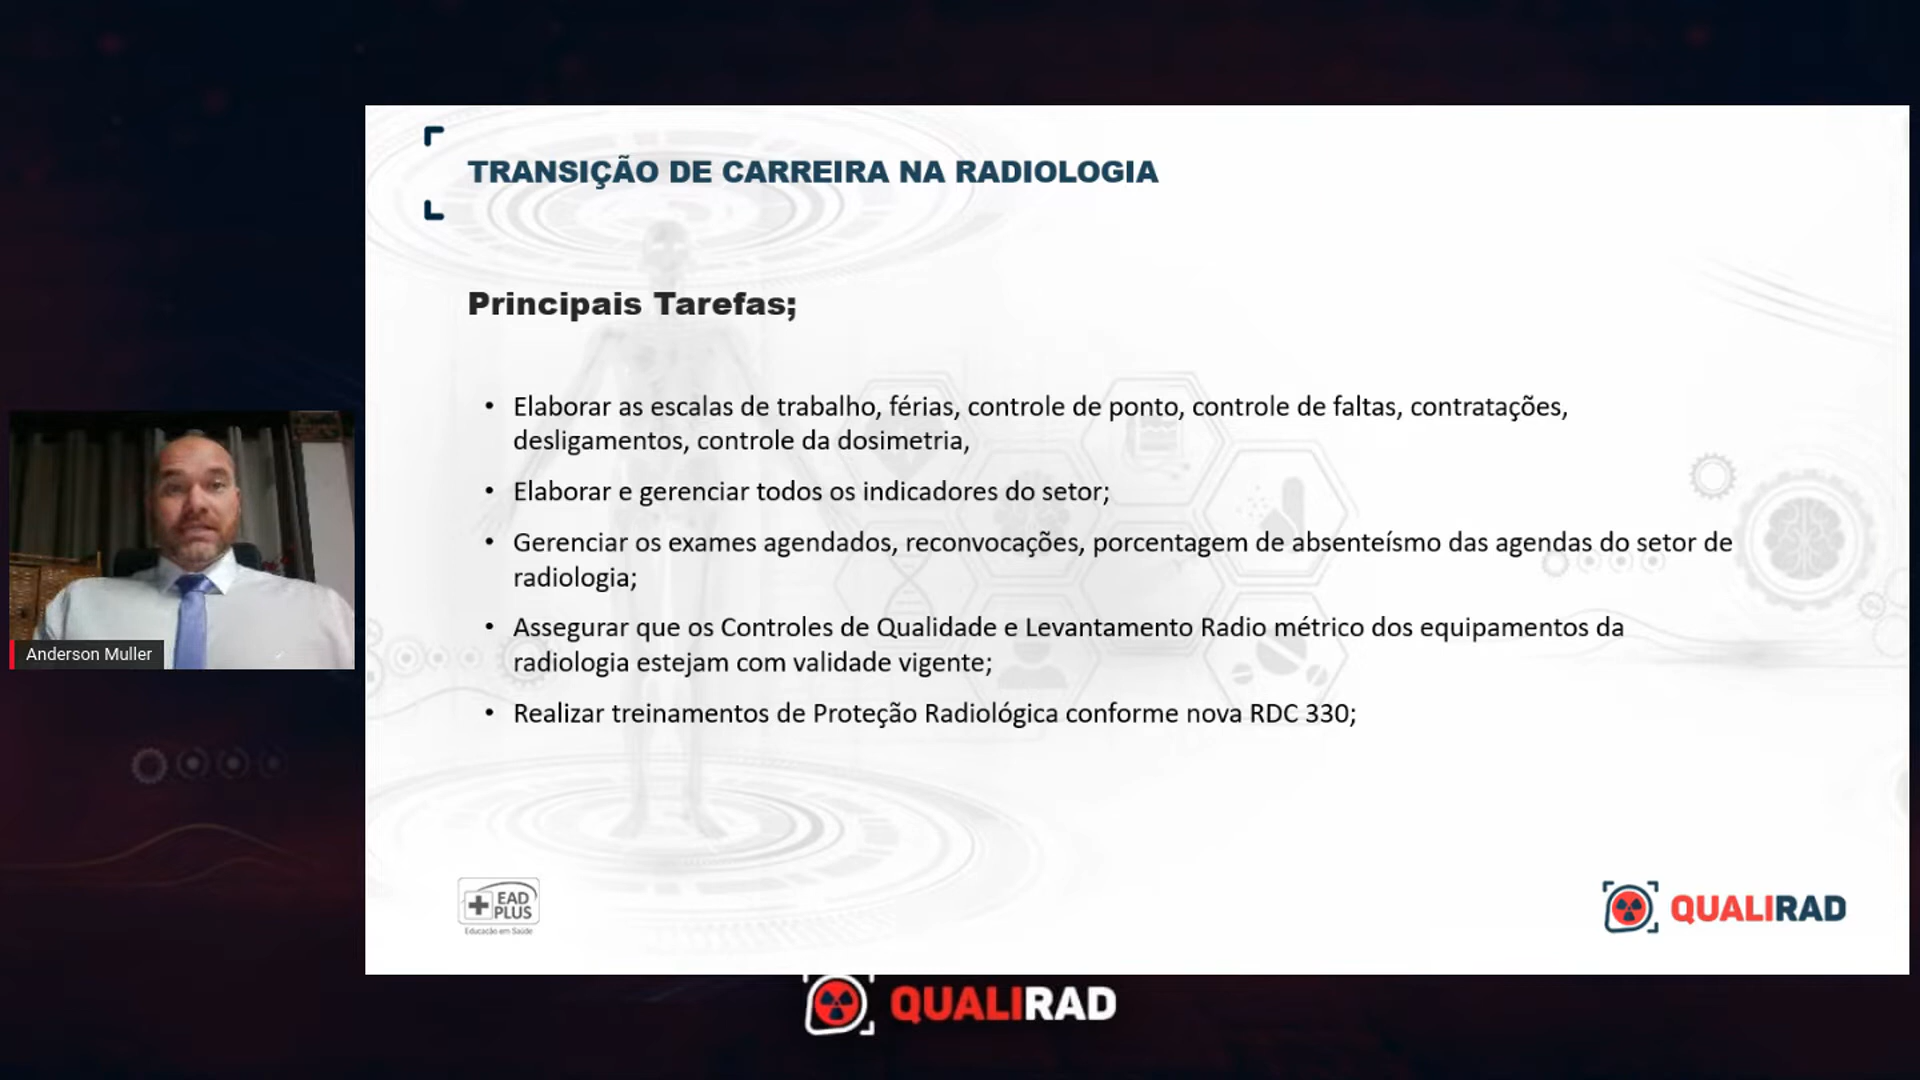 TRANSIÇÃO DE CARREIRA NA RADIOLOGIA
Principais Tarefas;
• Elaborar as escalas de trabalho, férias, controle de ponto, controle de faltas, contratações,
desligamentos, controle da dosimetria,
• Elaborar e gerenciar todos os indicadores do setor;
• Gerenciar os exames agendados, reconvocações, porcentagem de absenteísmo das agendas do setor de
radiologia;
• Assegurar que os Controles de Qualidade e Levantamento Radio métrico dos equipamentos da
radiologia estejam com validade vigente;
• Realizar treinamentos de Proteção Radiológica conforme nova RDC 330;
Anderson Muller
EAD
PLUS
Educação em Saúde
QUALIRAD
QUALIRAD